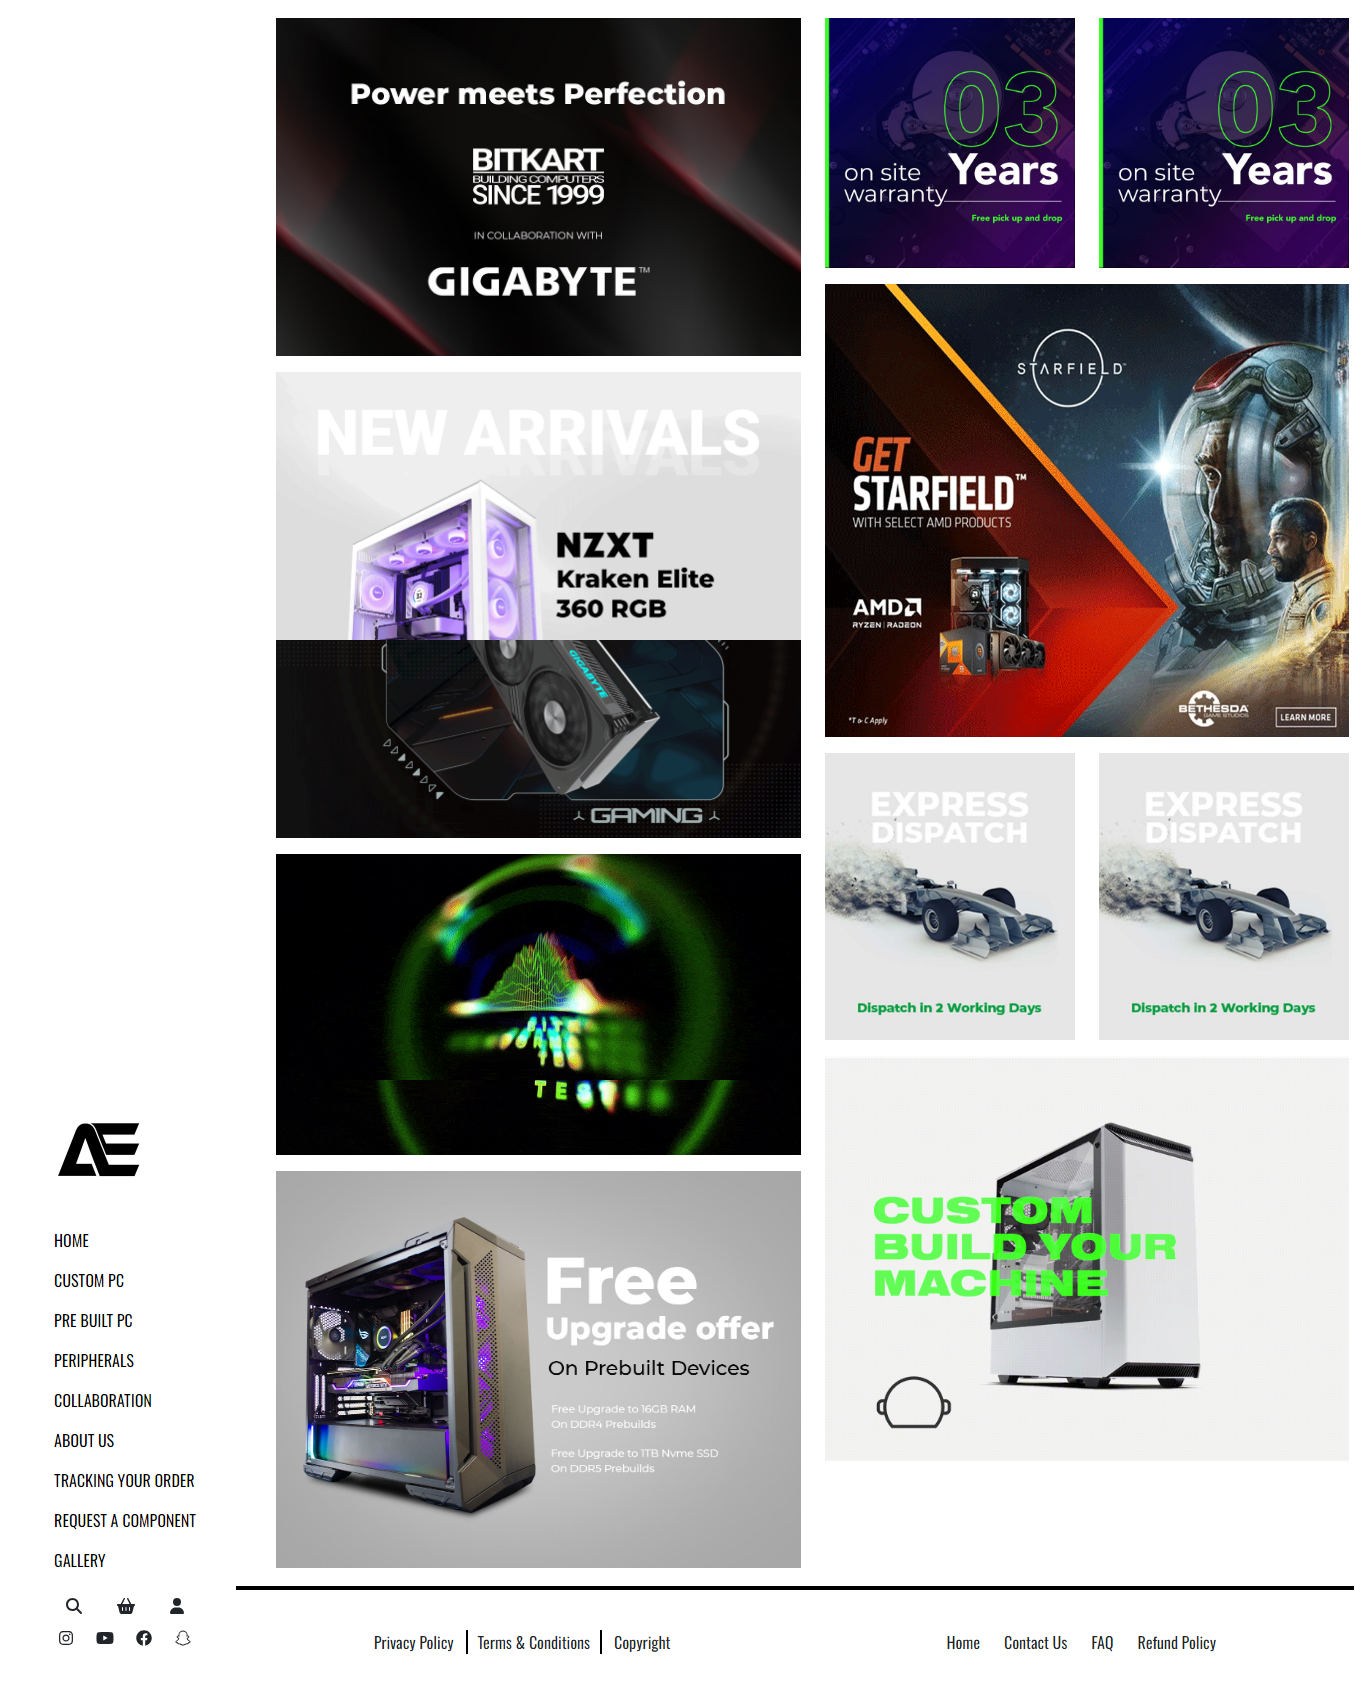 Power meets Perfection
BITKART
BUILDING COMPUTERS
SINCE 1999
IN COLLABORATION WITH
GIGABYTE™
NEW ARRIVALS
NZXT
Kraken Elite
360 RGB
GIGABYTE
GAMING
TEST
Free
Upgrade offer
On Prebuilt Devices
Free Upgrade to 16GB RAM
On DDR4 Prebuilds
Free Upgrade to 1TB Nvme SSD
On DDR5 Prebuilds
03
Years
on site
warranty
Free pick up and drop
03
Years
on site
warranty
Free pick up and drop
STARFIELD™
GET
STARFIELD™
WITH SELECT AMD PRODUCTS
AMD
RYZEN | RADEON
*T & C Apply
BETHESDA
GAME STUDIOS
LEARN MORE
EXPRESS
DISPATCH
Dispatch in 2 Working Days
EXPRESS
DISPATCH
Dispatch in 2 Working Days
CUSTOM
BUILD YOUR
MACHINE
AE
HOME
CUSTOM PC
PRE BUILT PC
PERIPHERALS
COLLABORATION
ABOUT US
TRACKING YOUR ORDER
REQUEST A COMPONENT
GALLERY
Privacy Policy
Terms & Conditions
Copyright
Home
Contact Us
FAQ
Refund Policy